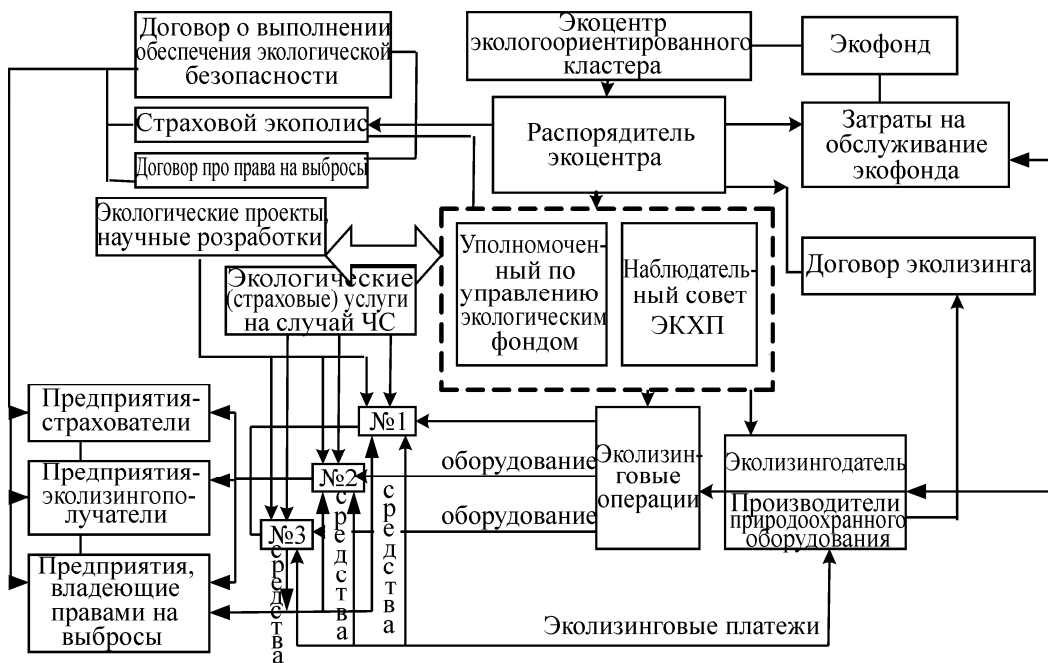 Договор о выполнении
обеспечения экологической
безопасности
Экоцентр
экологоориентированного
кластера
Экофонд
Страховой экополис
Распорядитель
экоцентра
Затраты на
обслуживание
экофонда
Договор про права на выбросы
Экологические проекты,
научные розработки
Уполномочен-
ный по
управлению
экологическим
фондом
Наблюдатель-
ный совет
ЭКХП
Договор эколизинга
Экологические
(страховые) услуги
на случай ЧС
Предприятия-
страхователи
№1
Эколизин-
говые
операции
Эколизингодатель
Производители
природоохранного
оборудования
Предприятия-
эколизингопо-
лучатели
№2
оборудование
№3
оборудование
Предприятия,
владеющие
правами на
выбросы
средства
средства
средства
Эколизинговые платежи